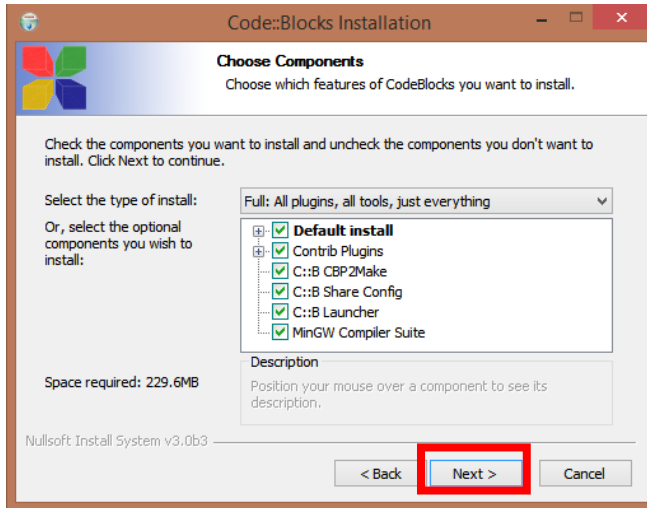 Code::Blocks Installation
Choose Components
Choose which features of CodeBlocks you want to install.
Check the components you want to install and uncheck the components you don't want to
install. Click Next to continue.
Select the type of install:
Full: All plugins, all tools, just everything
Or, select the optional
components you wish to
install:
Default install
Contrib Plugins
C::B CBP2Make
C::B Share Config
C::B Launcher
MinGW Compiler Suite
Space required: 229.6MB
Description
Position your mouse over a component to see its
description.
Nullsoft Install System v3.0b3
< Back
Next >
Cancel